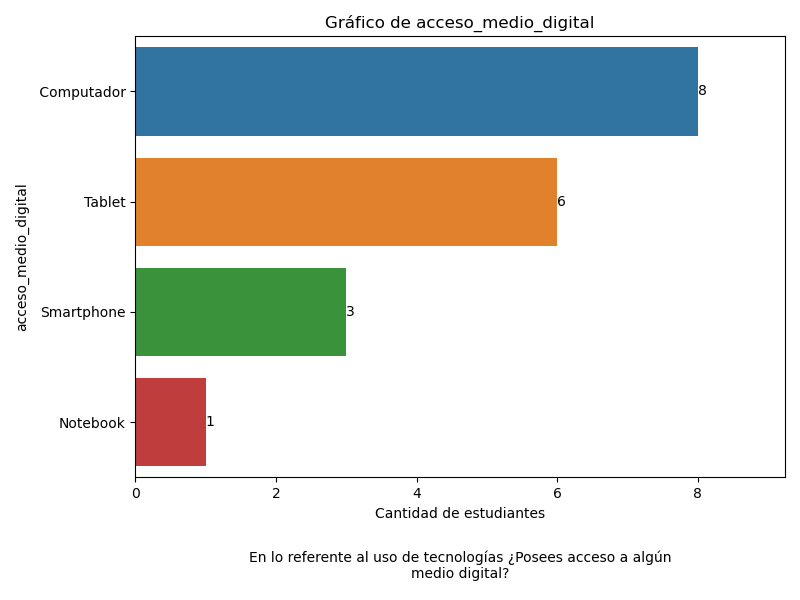 Gráfico de acceso_medio_digital
Computador
8
Tablet
6
Smartphone
3
Notebook
1
acceso_medio_digital
0 2 4 6 8
Cantidad de estudiantes
En lo referente al uso de tecnologías ¿Posees acceso a algún
medio digital?